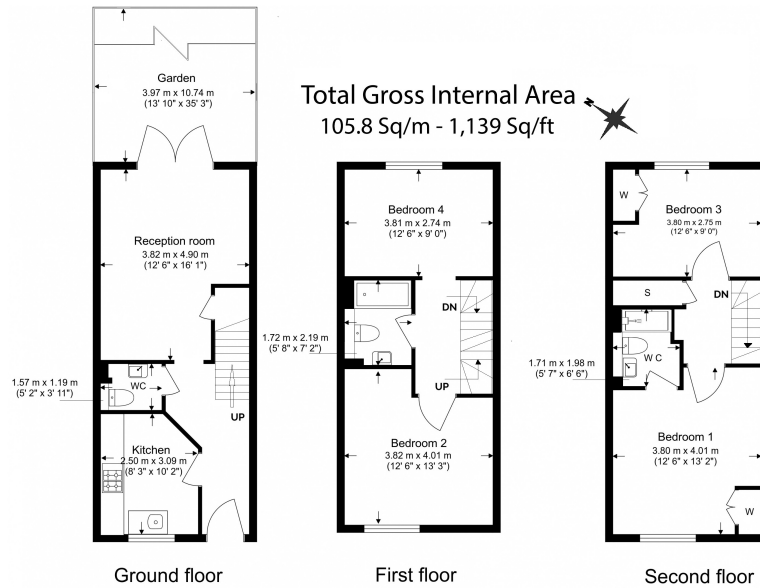 Total Gross Internal Area
105.8 Sq/m - 1,139 Sq/ft
N
Garden
3.97 m x 10.74 m
(13' 10" x 35' 3")
Reception room
3.82 m x 4.90 m
(12' 6" x 16' 1")
1.57 m x 1.19 m
(5' 2" x 3' 11")
WC
UP
Kitchen
2.50 m x 3.09 m
(8' 3" x 10' 2")
Ground floor
Bedroom 4
3.81 m x 2.74 m
(12' 6" x 9' 0")
DN
1.72 m x 2.19 m
(5' 8" x 7' 2")
UP
Bedroom 2
3.82 m x 4.01 m
(12' 6" x 13' 3")
First floor
W
Bedroom 3
3.80 m x 2.75 m
(12' 6" x 9' 0")
S
DN
W C
1.71 m x 1.98 m
(5' 7" x 6' 6")
Bedroom 1
3.80 m x 4.01 m
(12' 6" x 13' 2")
W
Second floor